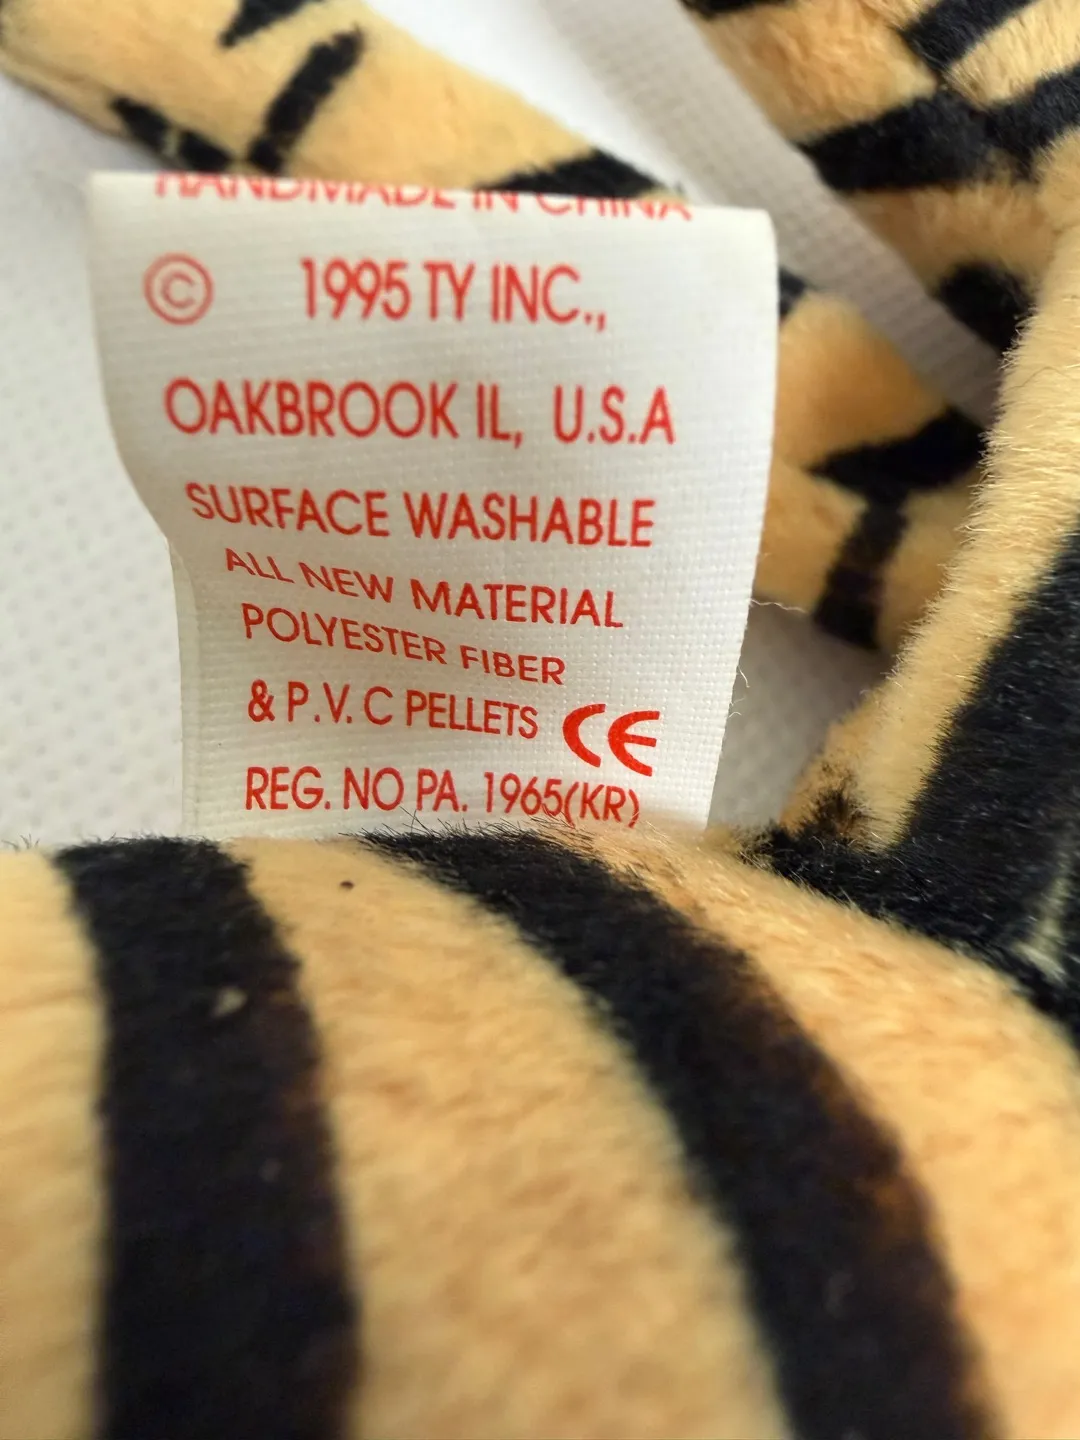 HANDMADE IN CHINA
© 1995 TY INC.,
OAKBROOK IL, U.S.A
SURFACE WASHABLE
ALL NEW MATERIAL
POLYESTER FIBER
& P.V.C PELLETS CE
REG. NO PA. 1965(KR)